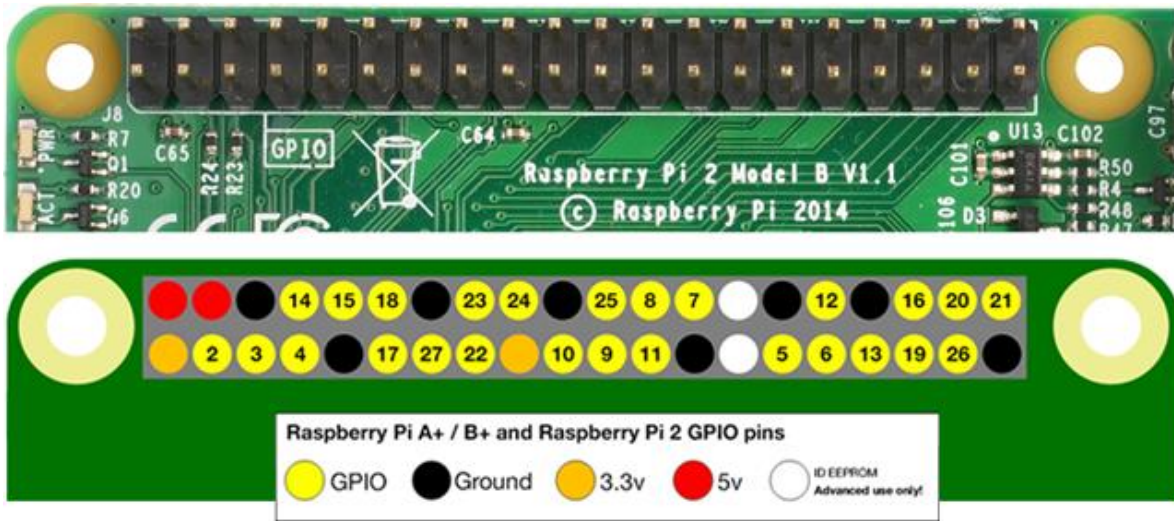 J8
PWR
R7
Q1
C65
R24
R23
GPIO
C64
U13
C102
C97
C101
R50
R4
ACT
R20
Q6
Raspberry Pi 2 Model B V1.1
© Raspberry Pi 2014
D3
R48
R47
14 15 18 23 24 25 8 7 12 16 20 21
2 3 4 17 27 22 10 9 11 5 6 13 19 26
Raspberry Pi A+ / B+ and Raspberry Pi 2 GPIO pins
GPIO Ground 3.3v 5v ID EEPROM
Advanced use only!